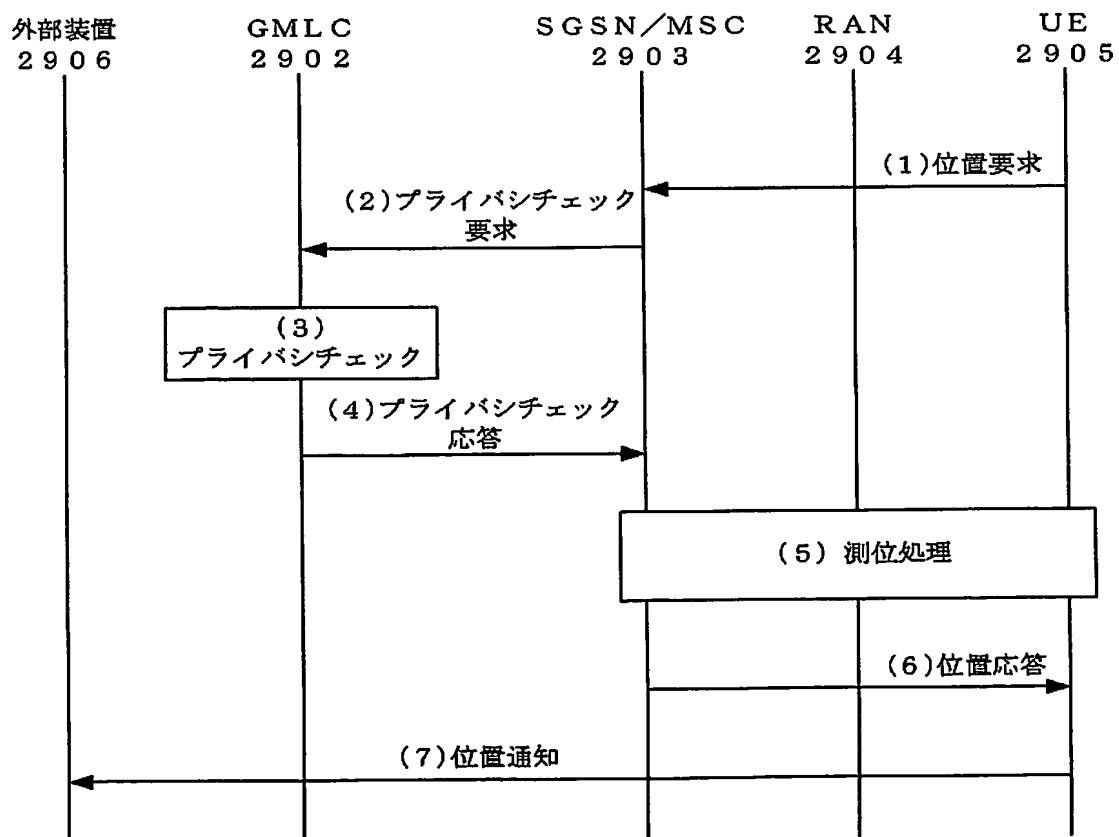 外部装置
2906
GMLC
2902
SGSN/MSC
2903
RAN
2904
UE
2905
(1)位置要求
(2)プライバシチェック
要求
(3)
プライバシチェック
(4)プライバシチェック
応答
(5) 測位処理
(6)位置応答
(7)位置通知